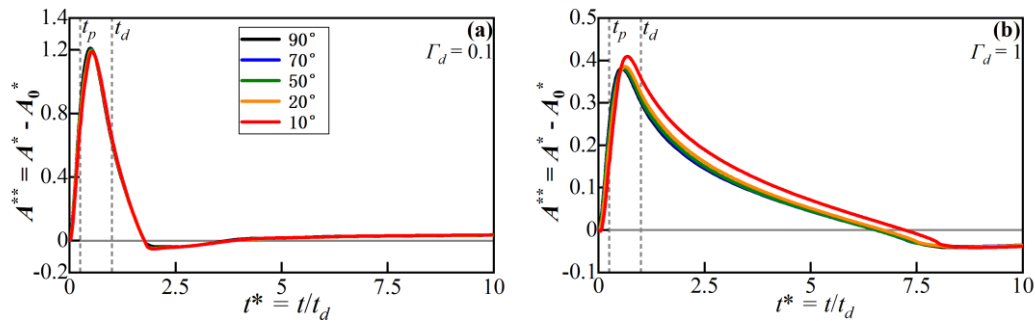 1.4
1.2
0.8
0.4
0
-0.2
0
2.5
5
7.5
10
A** = A* - A₀*
t* = t/t_d
t_p
t_d
(a)
Γ_d = 0.1
90°
70°
50°
20°
10°
0.5
0.4
0.3
0.2
0.1
0
-0.1
0
2.5
5
7.5
10
A** = A* - A₀*
t* = t/t_d
t_p
t_d
(b)
Γ_d = 1